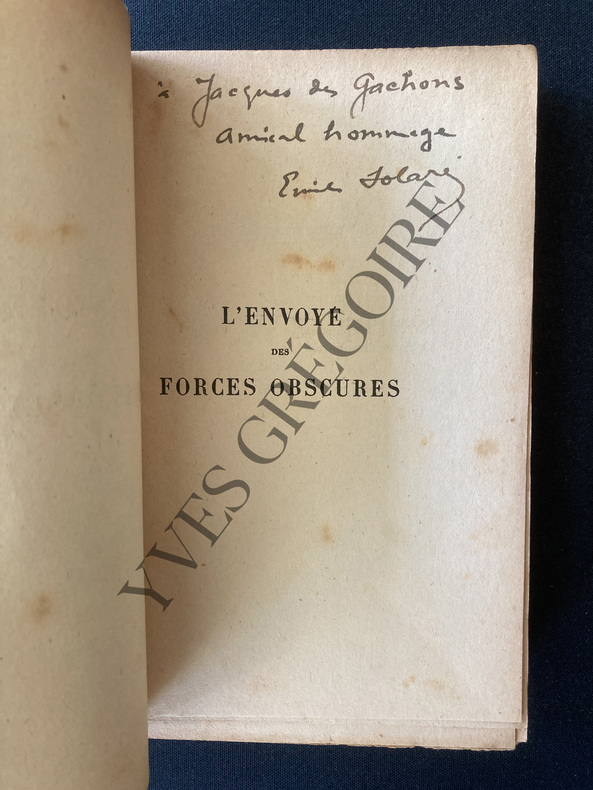 à Jacques des Gachons
amical hommage
Emile Solari
L'ENVOYÉ
DES
FORCES OBSCURES
YVES GRÉGOIRE